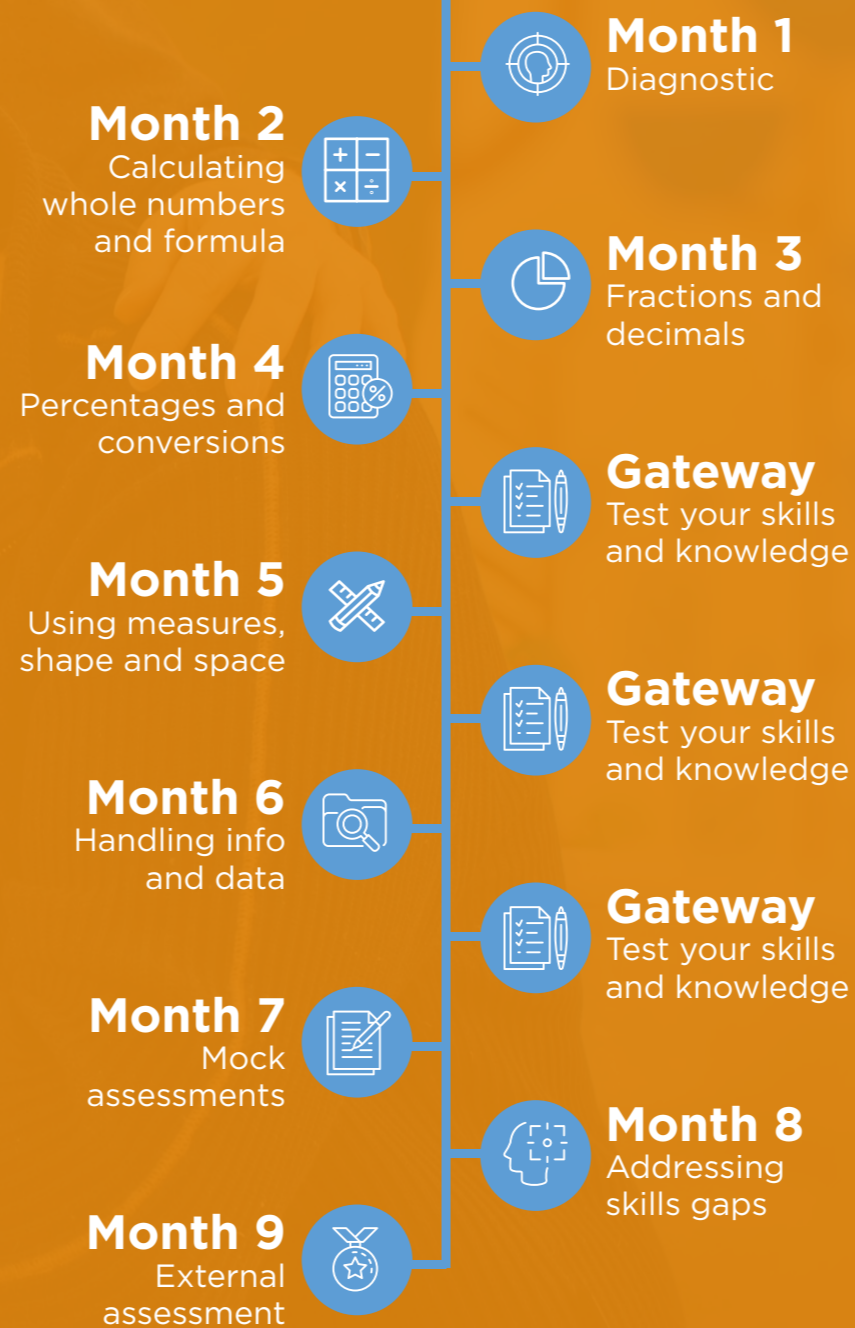 Month 1
Diagnostic
Month 2
Calculating
whole numbers
and formula
Month 3
Fractions and
decimals
Month 4
Percentages and
conversions
Gateway
Test your skills
and knowledge
Month 5
Using measures,
shape and space
Gateway
Test your skills
and knowledge
Month 6
Handling info
and data
Gateway
Test your skills
and knowledge
Month 7
Mock
assessments
Month 8
Addressing
skills gaps
Month 9
External
assessment